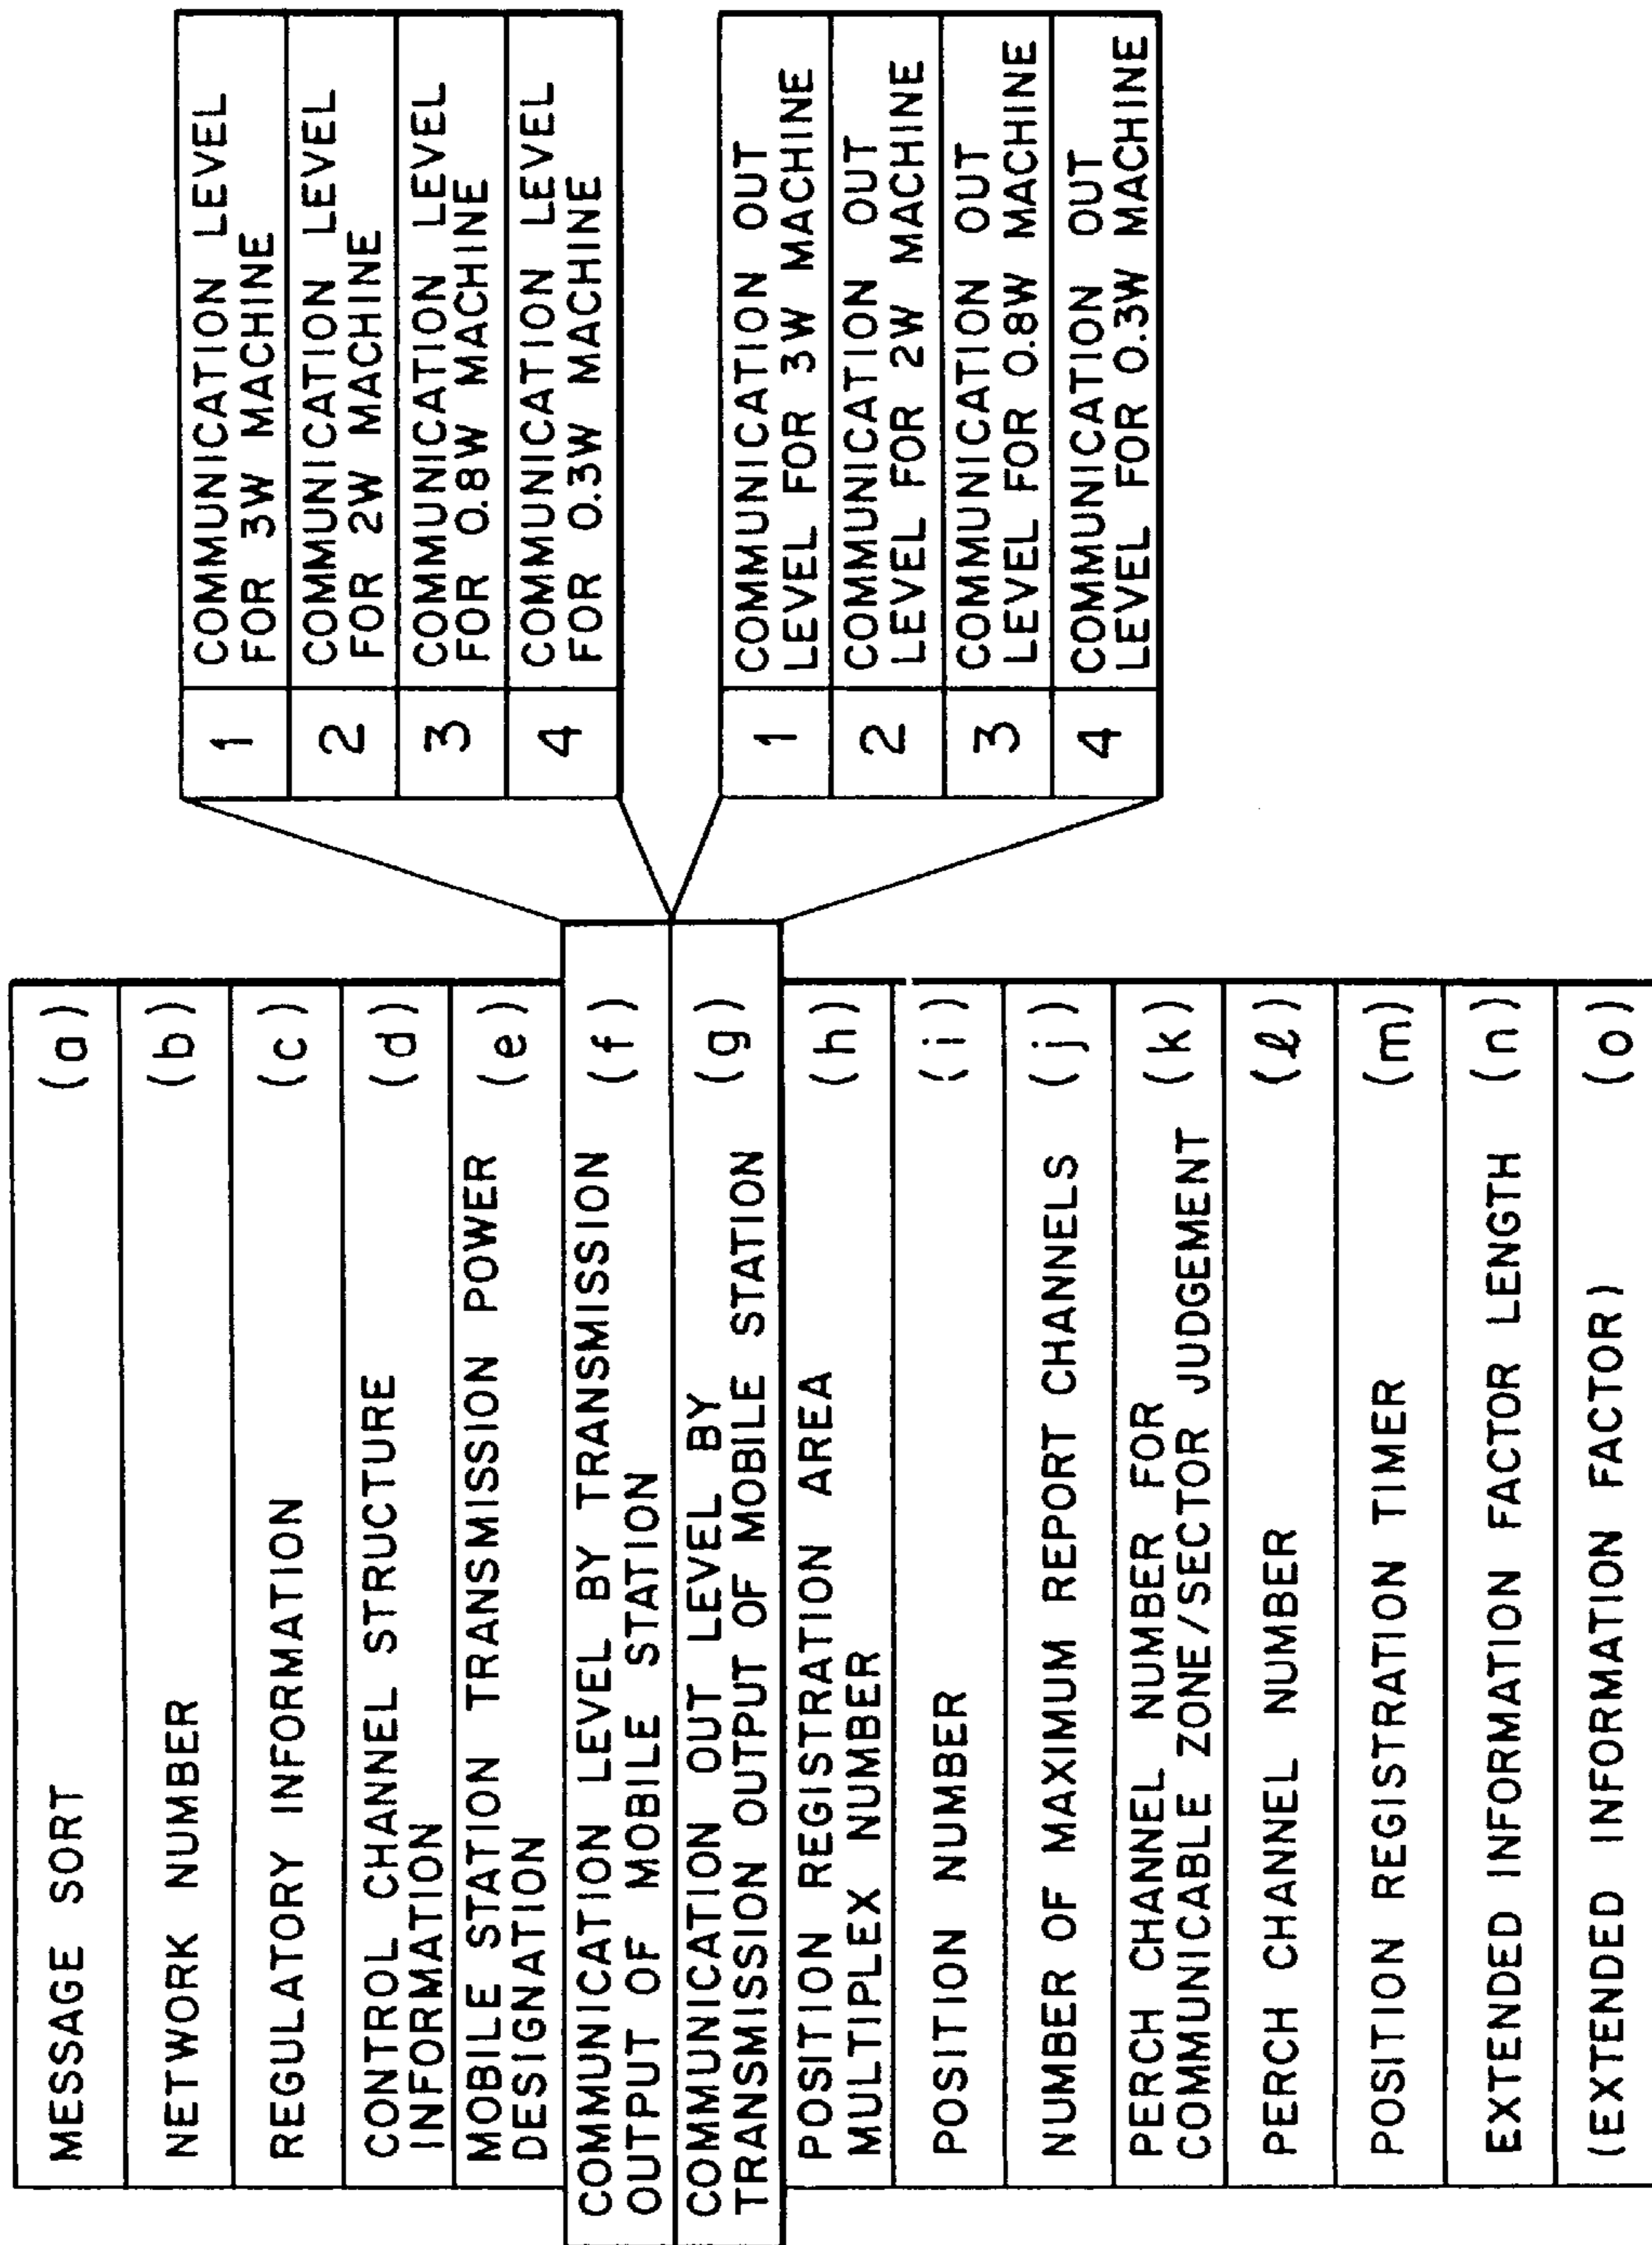 MESSAGE SORT (a)
NETWORK NUMBER (b)
REGULATORY INFORMATION (c)
CONTROL CHANNEL STRUCTURE
INFORMATION (d)
MOBILE STATION TRANSMISSION POWER
DESIGNATION (e)
COMMUNICATION LEVEL BY TRANSMISSION
OUTPUT OF MOBILE STATION (f)
COMMUNICATION OUT LEVEL BY
TRANSMISSION OUTPUT OF MOBILE STATION (g)
POSITION REGISTRATION AREA
MULTIPLEX NUMBER (h)
POSITION NUMBER (i)
NUMBER OF MAXIMUM REPORT CHANNELS (j)
PERCH CHANNEL NUMBER FOR
COMMUNICABLE ZONE/SECTOR JUDGEMENT (k)
PERCH CHANNEL NUMBER (ℓ)
POSITION REGISTRATION TIMER (m)
EXTENDED INFORMATION FACTOR LENGTH (n)
(EXTENDED INFORMATION FACTOR) (o)
1 COMMUNICATION LEVEL
FOR 3W MACHINE
2 COMMUNICATION LEVEL
FOR 2W MACHINE
3 COMMUNICATION LEVEL
FOR 0.8W MACHINE
4 COMMUNICATION LEVEL
FOR 0.3W MACHINE
1 COMMUNICATION OUT
LEVEL FOR 3W MACHINE
2 COMMUNICATION OUT
LEVEL FOR 2W MACHINE
3 COMMUNICATION OUT
LEVEL FOR 0.8W MACHINE
4 COMMUNICATION OUT
LEVEL FOR 0.3W MACHINE